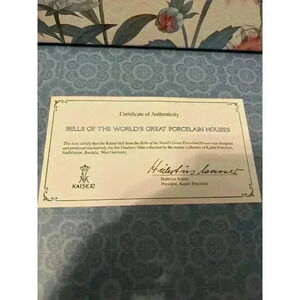 Certificate of Authenticity
BELLS OF THE WORLD'S GREAT PORCELAIN HOUSES
This is to certify that the Kaiser bell from the Bells of the World's Great Porcelain Houses was designed
and produced exclusively for this Danbury Mint collection by the master craftsmen of Kaiser Porcelain,
Staffelstein, Bavaria, West Germany.
KAISER
Hubertus Kaiser
President, Kaiser Porcelain